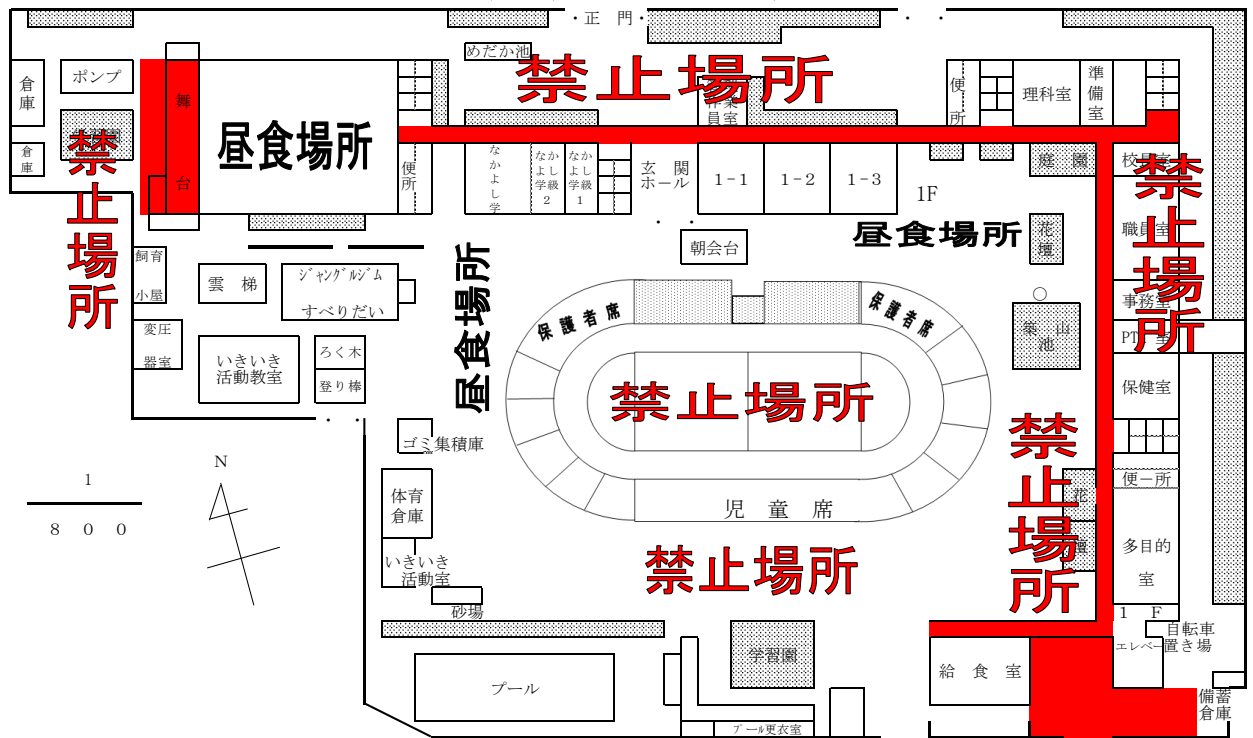 ・正　門・
・　・
めだか池
禁止場所
倉
庫
ポンプ
舞
台
昼食場所
倉
庫
禁止場所
便
所
なかよし学
なか
よし
学級
2
なか
よし
学級
1
玄　関
ホール
員室
1-1
1-2
1-3
1F
便
所
理科室
準
備
室
庭　園
禁止場所
職員室
事務室
保健室
便－所
多目的
室
1　F
エレベー
自転車
置き場
備蓄
倉庫
・　・
朝会台
昼食場所
花
壇
○
築　山
池
飼育
小屋
変圧
器室
雲　梯
ジャングルジム
すべりだい
いきいき
活動教室
ろく木
登り棒
・　・
昼食場所
保護者席
保護者席
禁止場所
児　童　席
禁止場所
禁止場所
花
壇
ゴミ集積庫
体育
倉庫
いきいき
活動室
砂場
学習園
プール
プール更衣室
給　食　室
N
1
8　0　0